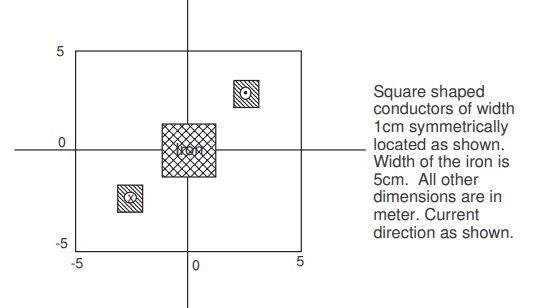 5
0
Iron
-5
-5
0
5
Square shaped
conductors of width
1cm symmetrically
located as shown.
Width of the iron is
5cm. All other
dimensions are in
meter. Current
direction as shown.